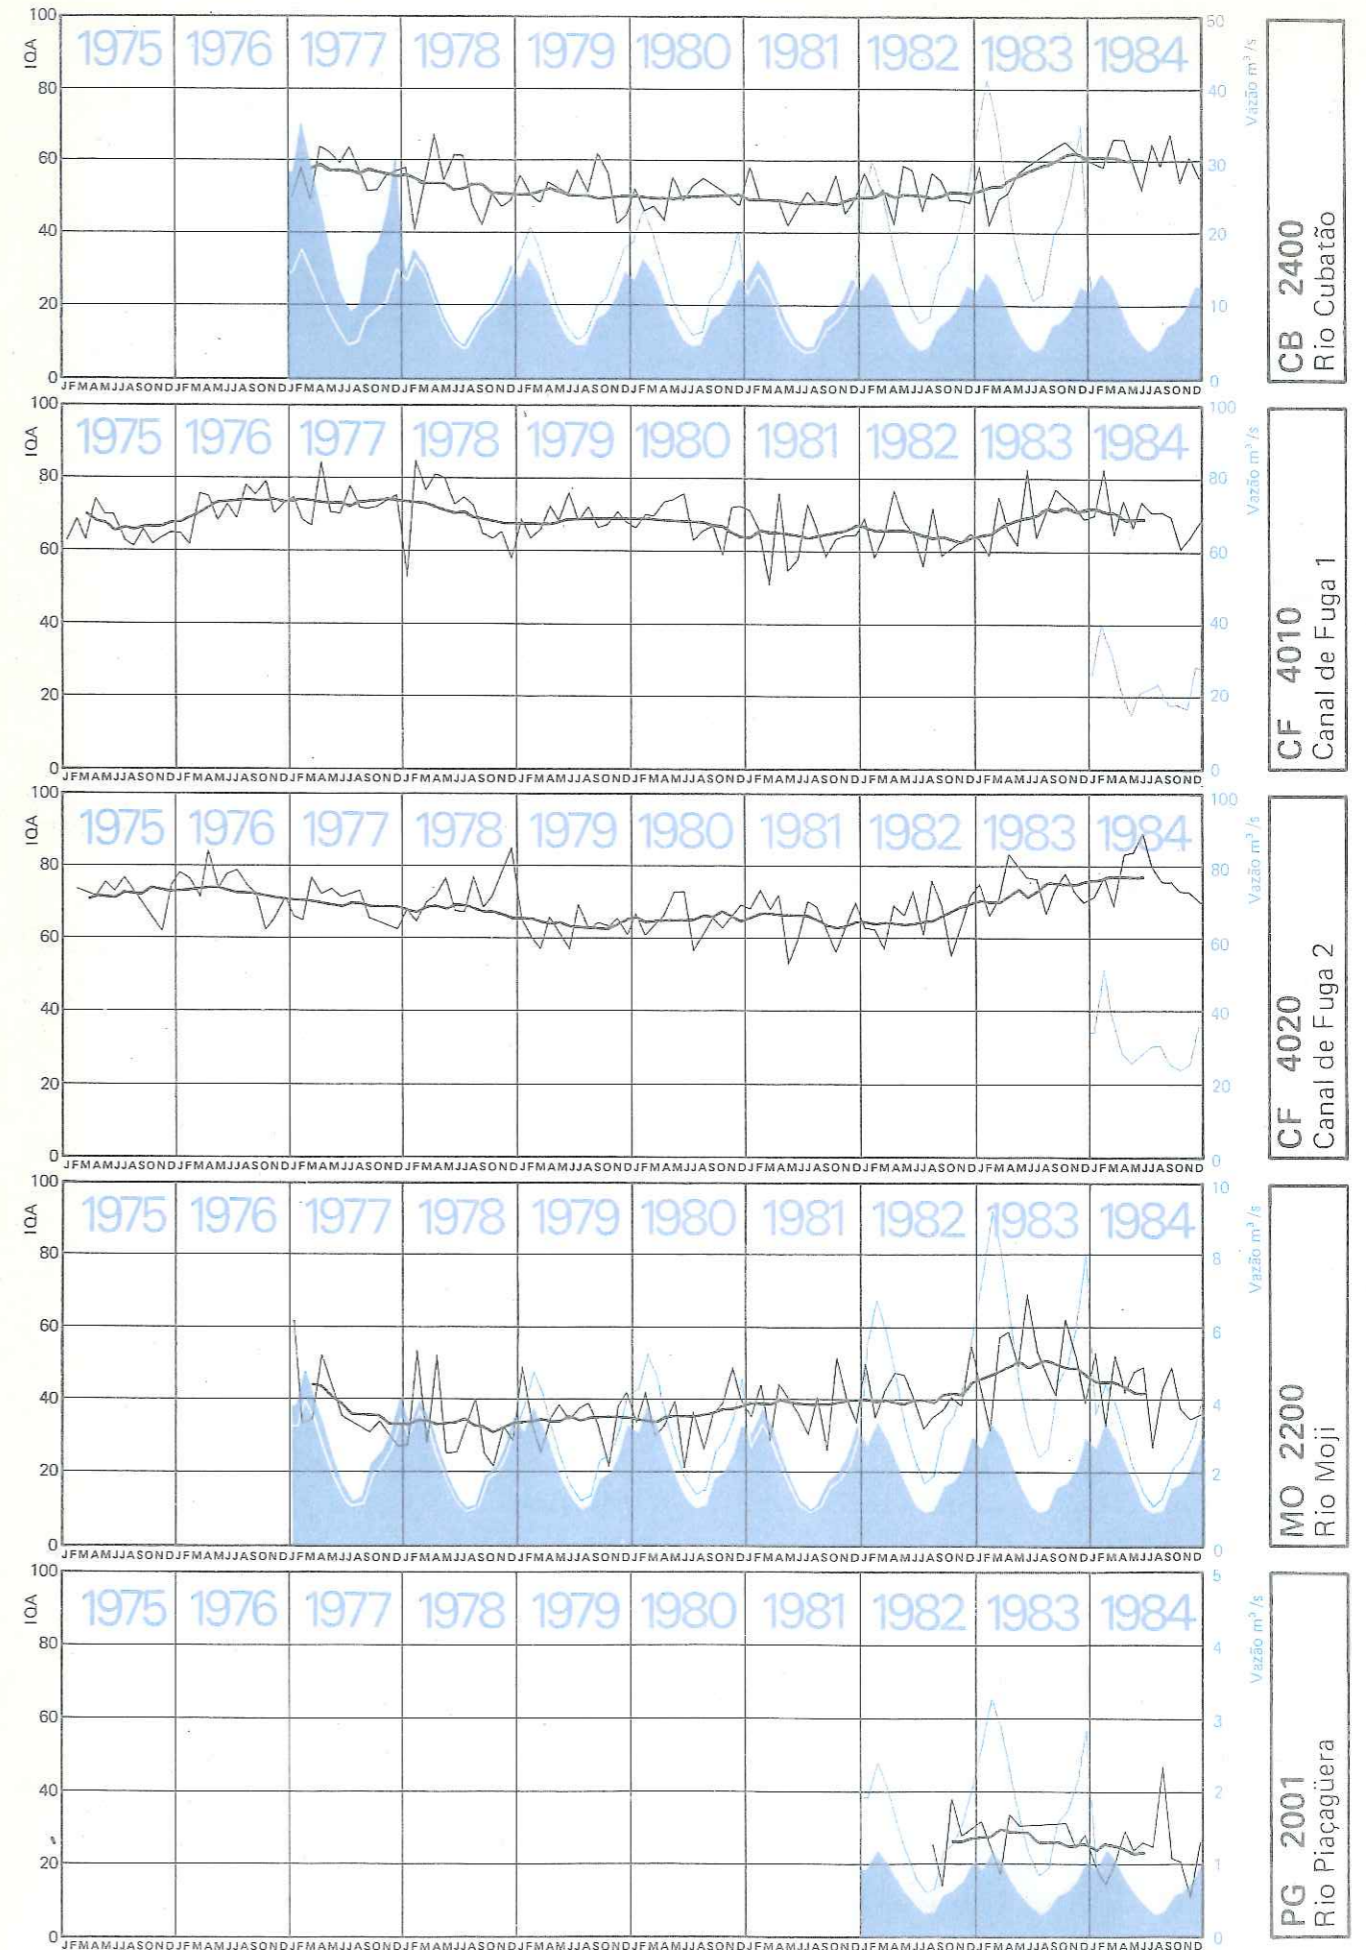 IQA
100
80
60
40
20
0
1975 1976 1977 1978 1979 1980 1981 1982 1983 1984
50
40
30
20
10
0
Vazão m³/s
JFMAMJJASONDJFMAMJJASONDJFMAMJJASONDJFMAMJJASONDJFMAMJJASONDJFMAMJJASONDJFMAMJJASONDJFMAMJJASONDJFMAMJJASONDJFMAMJJASOND
CB 2400
Rio Cubatão
IQA
100
80
60
40
20
0
1975 1976 1977 1978 1979 1980 1981 1982 1983 1984
100
80
60
40
20
0
Vazão m³/s
JFMAMJJASONDJFMAMJJASONDJFMAMJJASONDJFMAMJJASONDJFMAMJJASONDJFMAMJJASONDJFMAMJJASONDJFMAMJJASONDJFMAMJJASONDJFMAMJJASOND
CF 4010
Canal de Fuga 1
IQA
100
80
60
40
20
0
1975 1976 1977 1978 1979 1980 1981 1982 1983 1984
100
80
60
40
20
0
Vazão m³/s
JFMAMJJASONDJFMAMJJASONDJFMAMJJASONDJFMAMJJASONDJFMAMJJASONDJFMAMJJASONDJFMAMJJASONDJFMAMJJASONDJFMAMJJASONDJFMAMJJASOND
CF 4020
Canal de Fuga 2
IQA
100
80
60
40
20
0
1975 1976 1977 1978 1979 1980 1981 1982 1983 1984
10
8
6
4
2
0
Vazão m³/s
JFMAMJJASONDJFMAMJJASONDJFMAMJJASONDJFMAMJJASONDJFMAMJJASONDJFMAMJJASONDJFMAMJJASONDJFMAMJJASONDJFMAMJJASONDJFMAMJJASOND
MO 2200
Rio Moji
IQA
100
80
60
40
20
0
1975 1976 1977 1978 1979 1980 1981 1982 1983 1984
5
4
3
2
1
0
Vazão m³/s
JFMAMJJASONDJFMAMJJASONDJFMAMJJASONDJFMAMJJASONDJFMAMJJASONDJFMAMJJASONDJFMAMJJASONDJFMAMJJASONDJFMAMJJASONDJFMAMJJASOND
PG 2001
Rio Piaçagüera